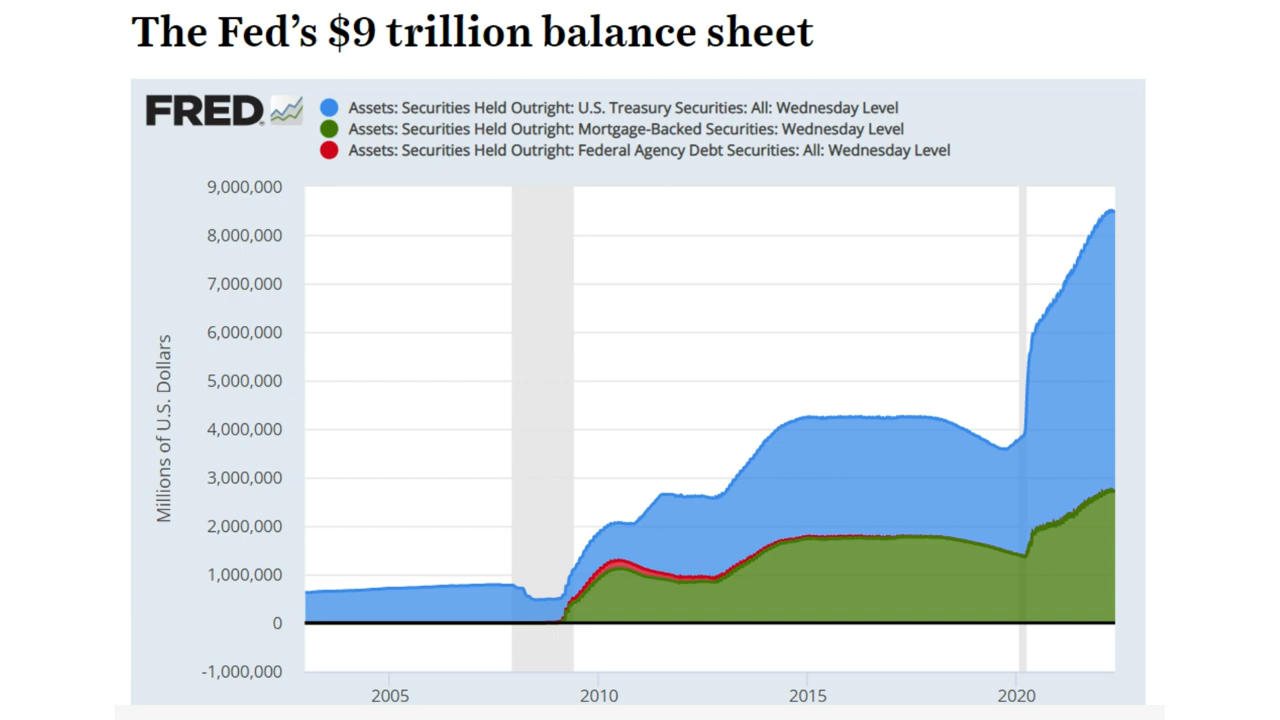 The Fed’s $9 trillion balance sheet
FRED
Assets: Securities Held Outright: U.S. Treasury Securities: All: Wednesday Level
Assets: Securities Held Outright: Mortgage-Backed Securities: Wednesday Level
Assets: Securities Held Outright: Federal Agency Debt Securities: All: Wednesday Level
Millions of U.S. Dollars
9,000,000
8,000,000
7,000,000
6,000,000
5,000,000
4,000,000
3,000,000
2,000,000
1,000,000
0
-1,000,000
2005 2010 2015 2020